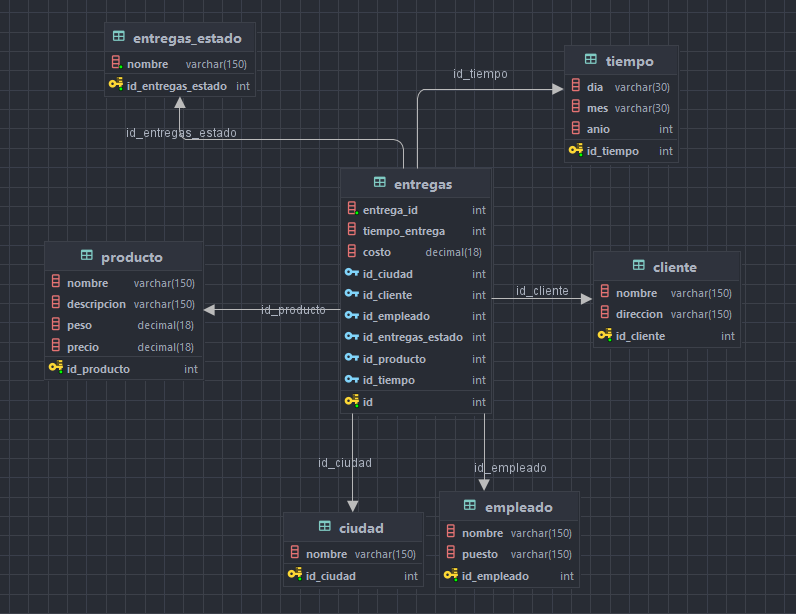 entregas_estado
nombre varchar(150)
id_entregas_estado int
id_tiempo
tiempo
dia varchar(30)
mes varchar(30)
anio int
id_tiempo int
id_entregas_estado
entregas
entrega_id int
tiempo_entrega int
costo decimal(18)
id_ciudad int
id_cliente int
id_empleado int
id_entregas_estado int
id_producto int
id_tiempo int
id int
producto
nombre varchar(150)
descripcion varchar(150)
peso decimal(18)
precio decimal(18)
id_producto int
id_producto
id_cliente
cliente
nombre varchar(150)
direccion varchar(150)
id_cliente int
id_ciudad
id_empleado
ciudad
nombre varchar(150)
id_ciudad int
empleado
nombre varchar(150)
puesto varchar(150)
id_empleado int